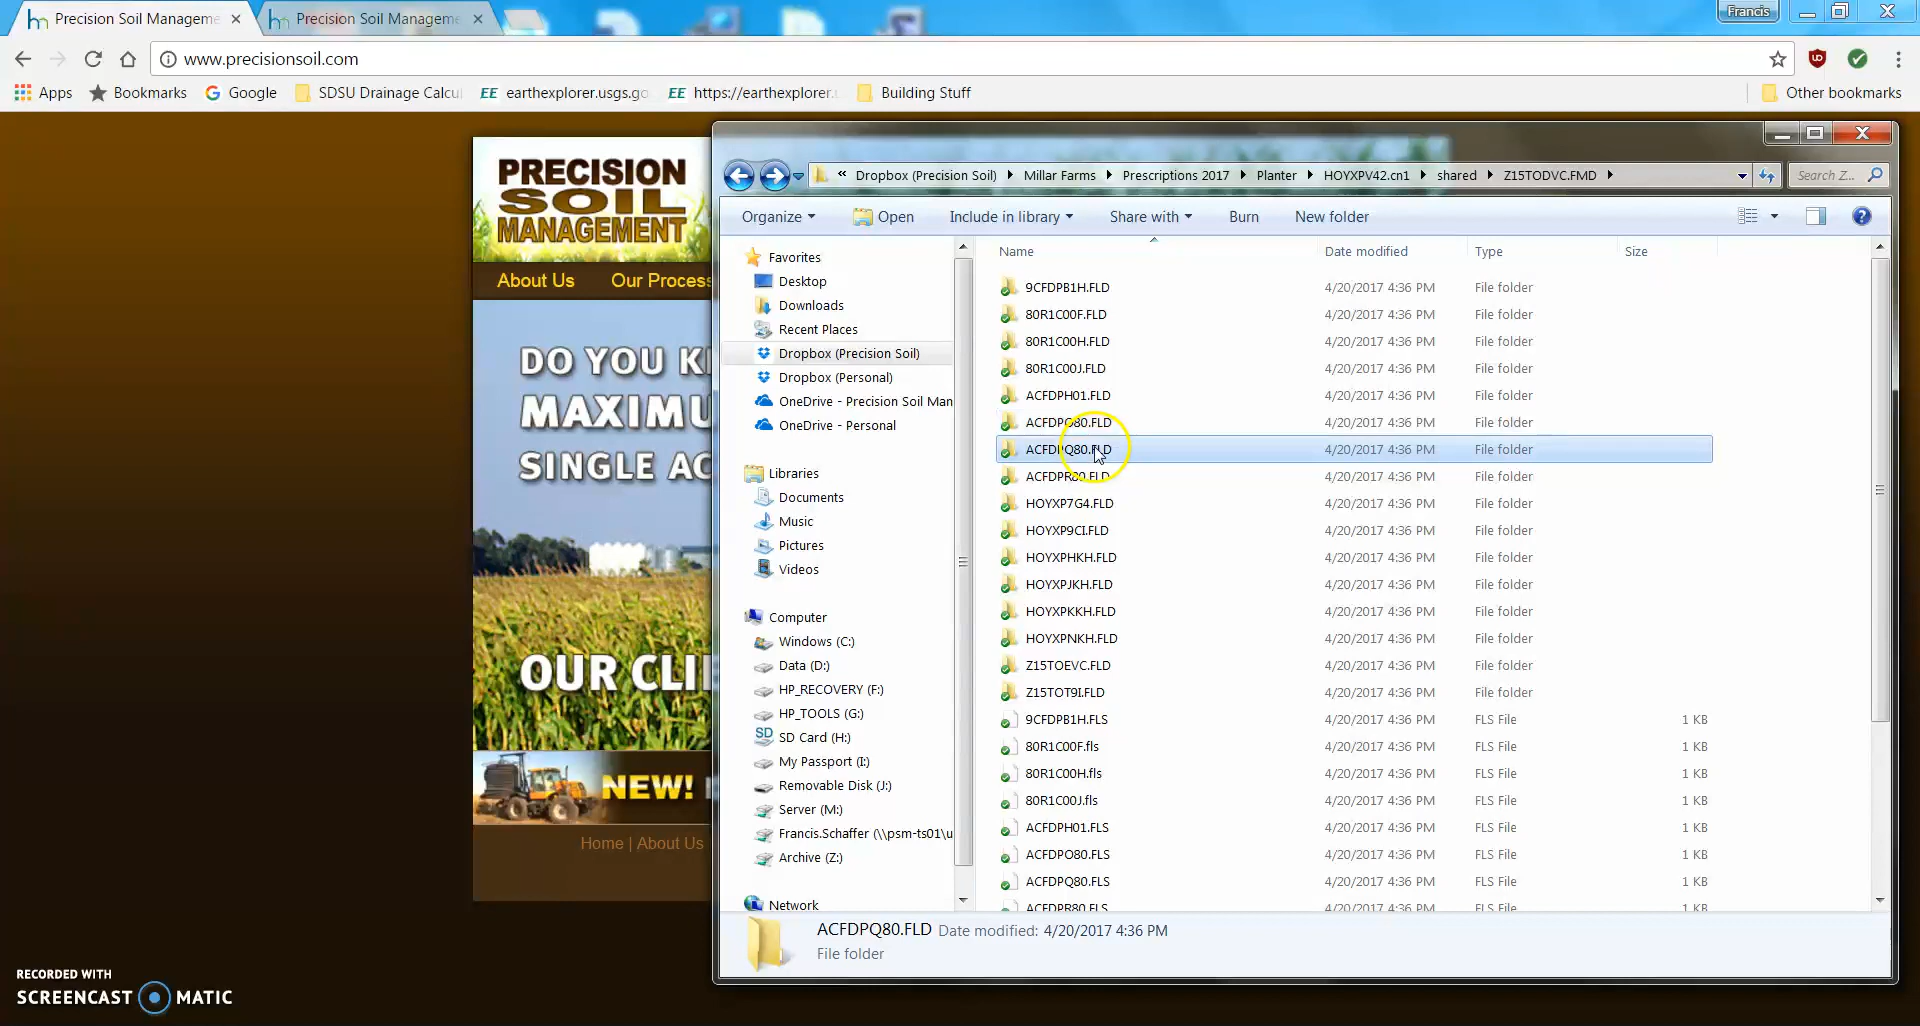 Precision Soil Manageme
Precision Soil Manageme
Francis
www.precisionsoil.com
Apps
Bookmarks
Google
SDSU Drainage Calcu
EE earthexplorer.usgs.go
EE https://earthexplorer.
Building Stuff
Other bookmarks
PRECISION
SOIL
MANAGEMENT
About Us
Our Process
DO YOU K
MAXIMU
SINGLE AC
OUR CLI
NEW!
Home | About Us
RECORDED WITH
SCREENCAST MATIC
« Dropbox (Precision Soil) Millar Farms Prescriptions 2017 Planter HOYXPV42.cn1 shared Z15TODVC.FMD
Search Z...
Organize
Open
Include in library
Share with
Burn
New folder
Favorites
Desktop
Downloads
Recent Places
Dropbox (Precision Soil)
Dropbox (Personal)
OneDrive - Precision Soil Man
OneDrive - Personal
Libraries
Documents
Music
Pictures
Videos
Computer
Windows (C:)
Data (D:)
HP_RECOVERY (F:)
HP_TOOLS (G:)
SD SD Card (H:)
My Passport (I:)
Removable Disk (J:)
Server (M:)
Francis.Schaffer (\\psm-ts01\u
Archive (Z:)
Network
Name Date modified Type Size
9CFDPB1H.FLD 4/20/2017 4:36 PM File folder
80R1C00F.FLD 4/20/2017 4:36 PM File folder
80R1C00H.FLD 4/20/2017 4:36 PM File folder
80R1C00J.FLD 4/20/2017 4:36 PM File folder
ACFDPH01.FLD 4/20/2017 4:36 PM File folder
ACFDPO80.FLD 4/20/2017 4:36 PM File folder
ACFDPQ80.FLD 4/20/2017 4:36 PM File folder
ACFDPR80.FLD 4/20/2017 4:36 PM File folder
HOYXP7G4.FLD 4/20/2017 4:36 PM File folder
HOYXP9CI.FLD 4/20/2017 4:36 PM File folder
HOYXPHKH.FLD 4/20/2017 4:36 PM File folder
HOYXPJKH.FLD 4/20/2017 4:36 PM File folder
HOYXPKKH.FLD 4/20/2017 4:36 PM File folder
HOYXPNKH.FLD 4/20/2017 4:36 PM File folder
Z15TOEVC.FLD 4/20/2017 4:36 PM File folder
Z15TOT9I.FLD 4/20/2017 4:36 PM File folder
9CFDPB1H.FLS 4/20/2017 4:36 PM FLS File 1 KB
80R1C00F.fls 4/20/2017 4:36 PM FLS File 1 KB
80R1C00H.fls 4/20/2017 4:36 PM FLS File 1 KB
80R1C00J.fls 4/20/2017 4:36 PM FLS File 1 KB
ACFDPH01.FLS 4/20/2017 4:36 PM FLS File 1 KB
ACFDPO80.FLS 4/20/2017 4:36 PM FLS File 1 KB
ACFDPQ80.FLS 4/20/2017 4:36 PM FLS File 1 KB
ACFDPR80.FLS 4/20/2017 4:36 PM FLS File 1 KB
ACFDPQ80.FLD Date modified: 4/20/2017 4:36 PM
File folder